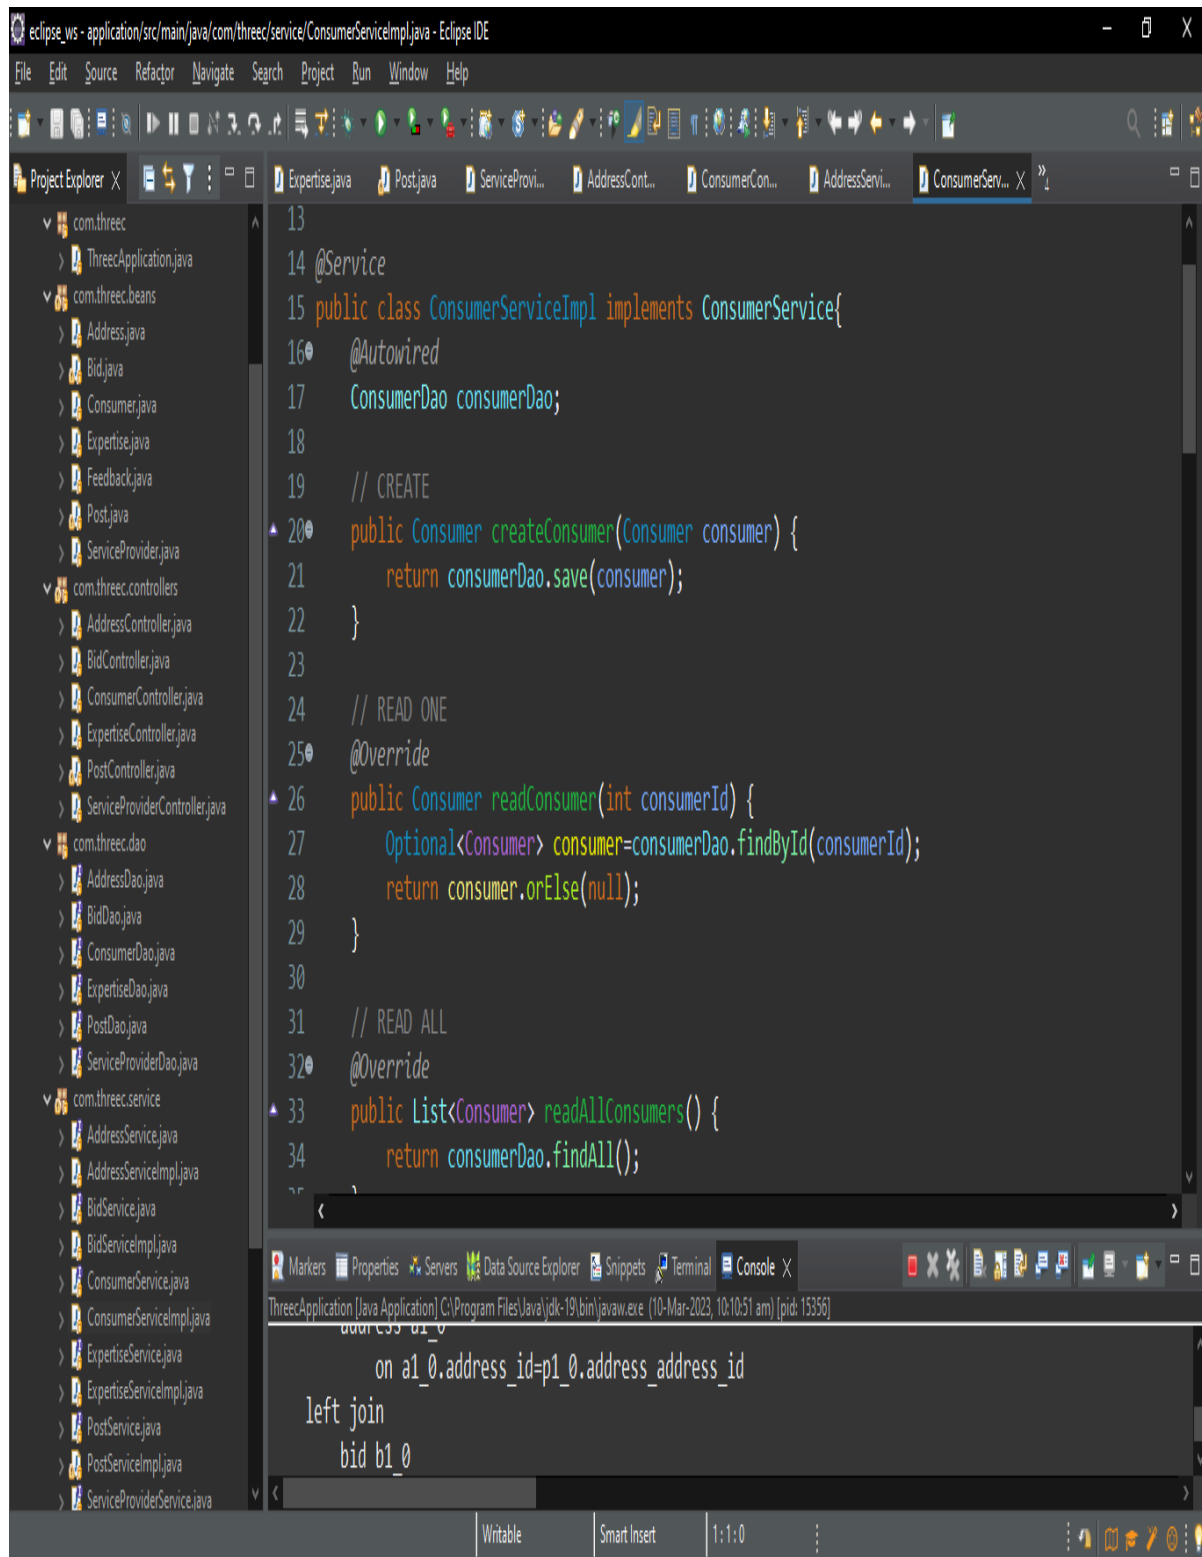 eclipse_ws - application/src/main/java/com/threec/service/ConsumerServiceImpl.java - Eclipse IDE
File Edit Source Refactor Navigate Search Project Run Window Help
Project Explorer
Expertise.java Post.java ServiceProvi... AddressCont... ConsumerCon... AddressServi... ConsumerServ... »4
com.threec
ThreecApplication.java
com.threec.beans
Address.java
Bid.java
Consumer.java
Expertise.java
Feedback.java
Post.java
ServiceProvider.java
com.threec.controllers
AddressController.java
BidController.java
ConsumerController.java
ExpertiseController.java
PostController.java
ServiceProviderController.java
com.threec.dao
AddressDao.java
BidDao.java
ConsumerDao.java
ExpertiseDao.java
PostDao.java
ServiceProviderDao.java
com.threec.service
AddressService.java
AddressServiceImpl.java
BidService.java
BidServiceImpl.java
ConsumerService.java
ConsumerServiceImpl.java
ExpertiseService.java
ExpertiseServiceImpl.java
PostService.java
PostServiceImpl.java
ServiceProviderService.java
13
14 @Service
15 public class ConsumerServiceImpl implements ConsumerService{
16 @Autowired
17 ConsumerDao consumerDao;
18
19 // CREATE
20 public Consumer createConsumer(Consumer consumer) {
21 return consumerDao.save(consumer);
22 }
23
24 // READ ONE
25 @Override
26 public Consumer readConsumer(int consumerId) {
27 Optional<Consumer> consumer=consumerDao.findById(consumerId);
28 return consumer.orElse(null);
29 }
30
31 // READ ALL
32 @Override
33 public List<Consumer> readAllConsumers() {
34 return consumerDao.findAll();
Markers Properties Servers Data Source Explorer Snippets Terminal Console
ThreecApplication [Java Application] C:\Program Files\Java\jdk-19\bin\javaw.exe (10-Mar-2023, 10:10:51 am) [pid: 15356]
address a1_0
on a1_0.address_id=p1_0.address_address_id
left join
bid b1_0
Writable Smart Insert 1 : 1 : 0